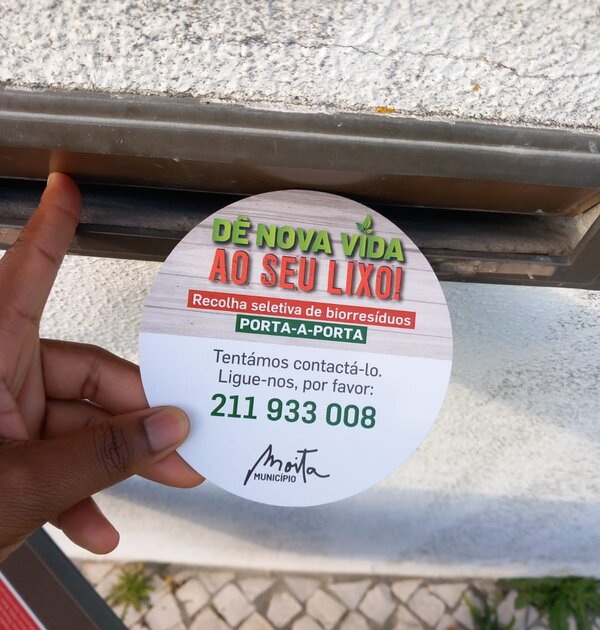 DÊ NOVA VIDA
AO SEU LIXO!
Recolha seletiva de biorresíduos
PORTA-A-PORTA
Tentámos contactá-lo.
Ligue-nos, por favor:
211 933 008
Moita
MUNICÍPIO